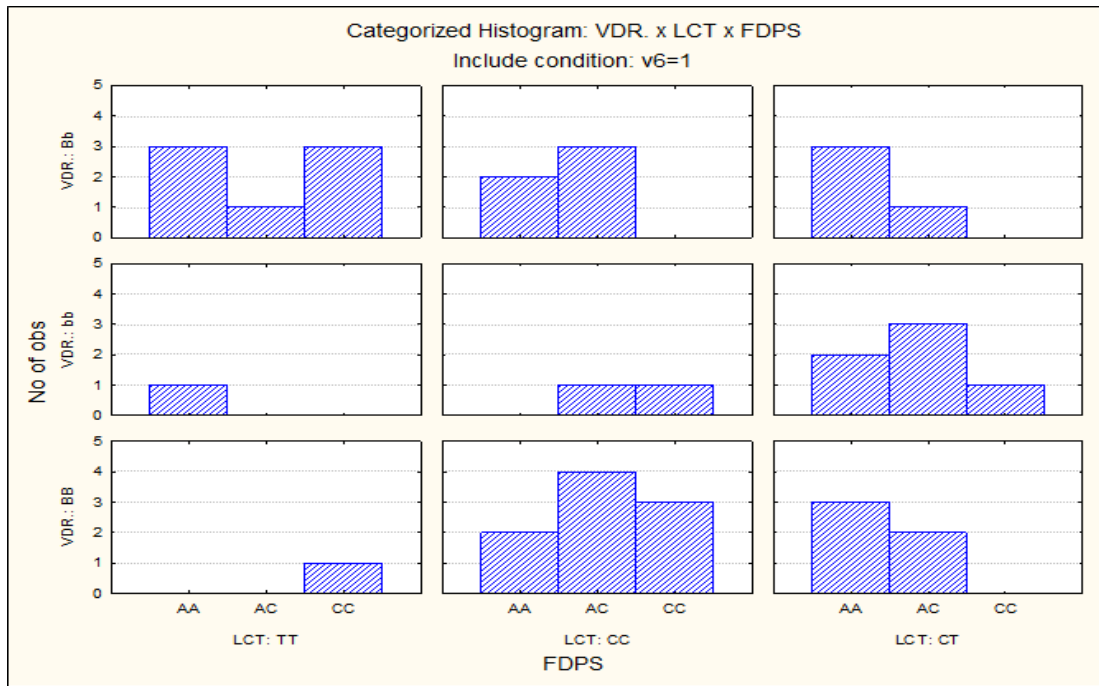 Categorized Histogram: VDR. x LCT x FDPS
Include condition: v6=1
No of obs
VDR.: Bb
5
4
3
2
1
0
VDR.: bb
5
4
3
2
1
0
VDR.: BB
5
4
3
2
1
0
AA AC CC AA AC CC AA AC CC
LCT: TT LCT: CC LCT: CT
FDPS